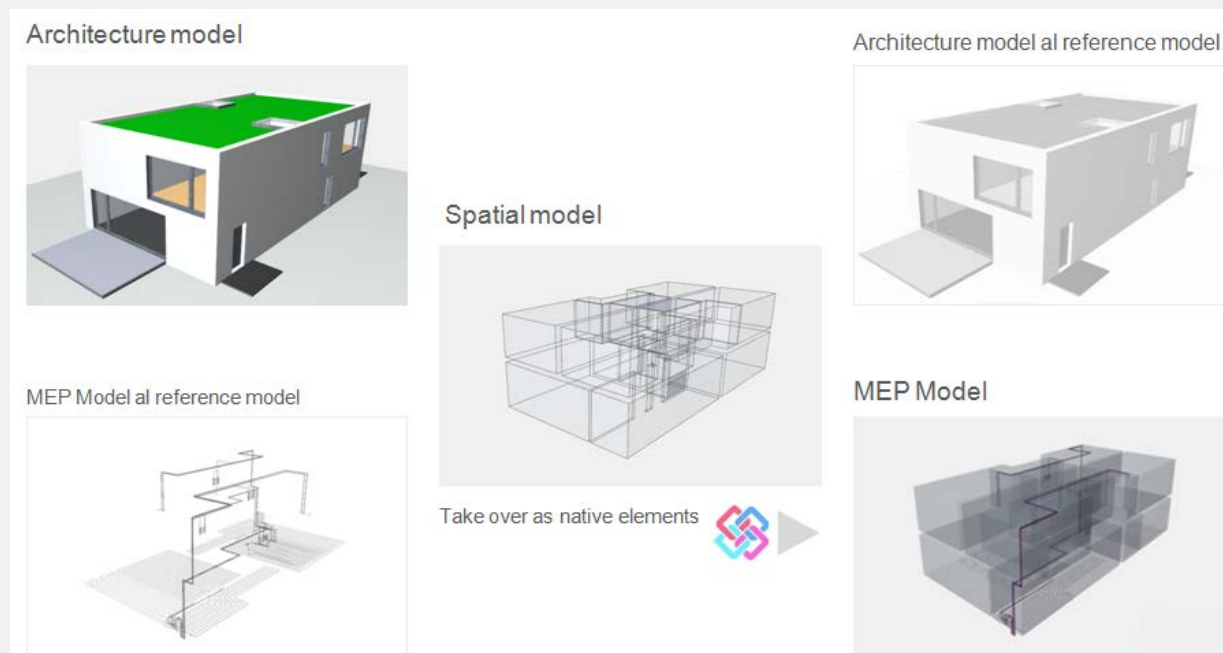 Architecture model
MEP Model al reference model
Spatial model
Take over as native elements
Architecture model al reference model
MEP Model